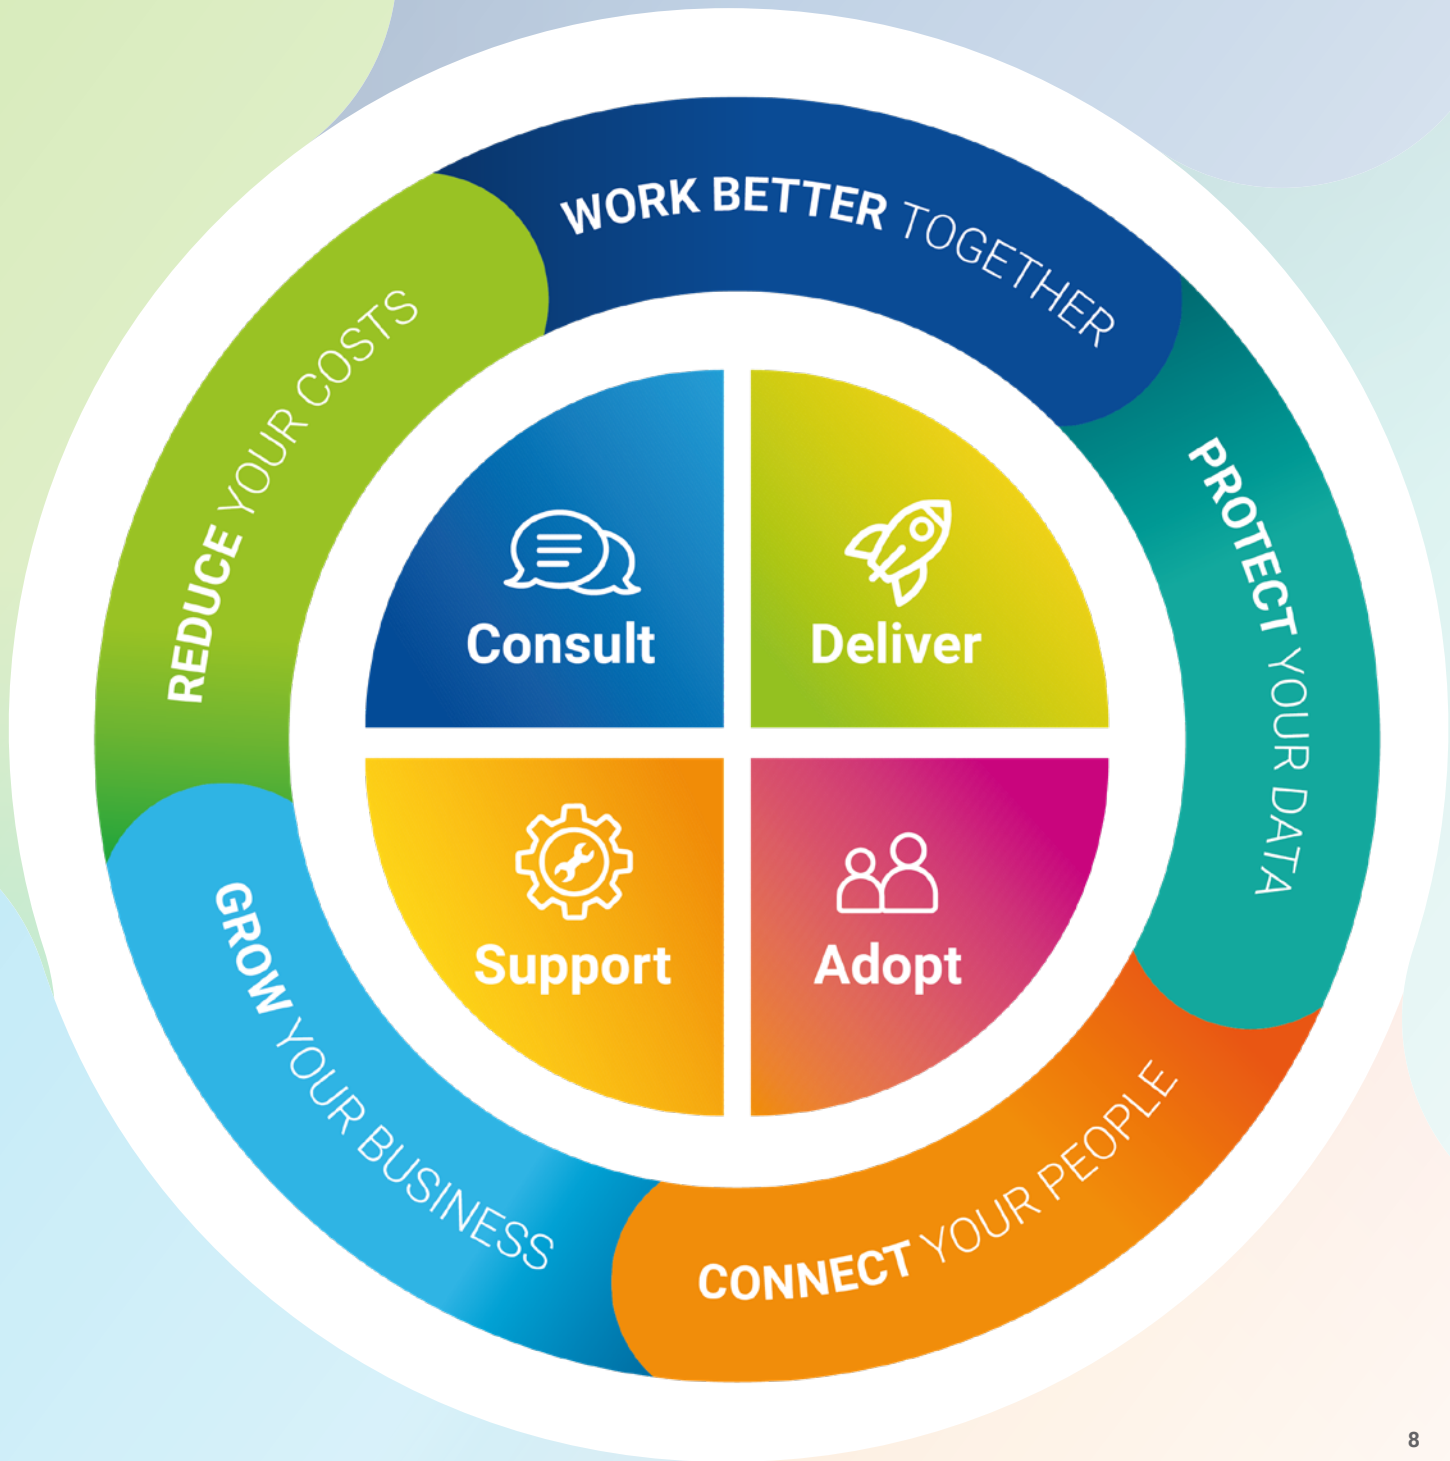 WORK BETTER TOGETHER
PROTECT YOUR DATA
CONNECT YOUR PEOPLE
GROW YOUR BUSINESS
REDUCE YOUR COSTS
Consult
Deliver
Support
Adopt
8